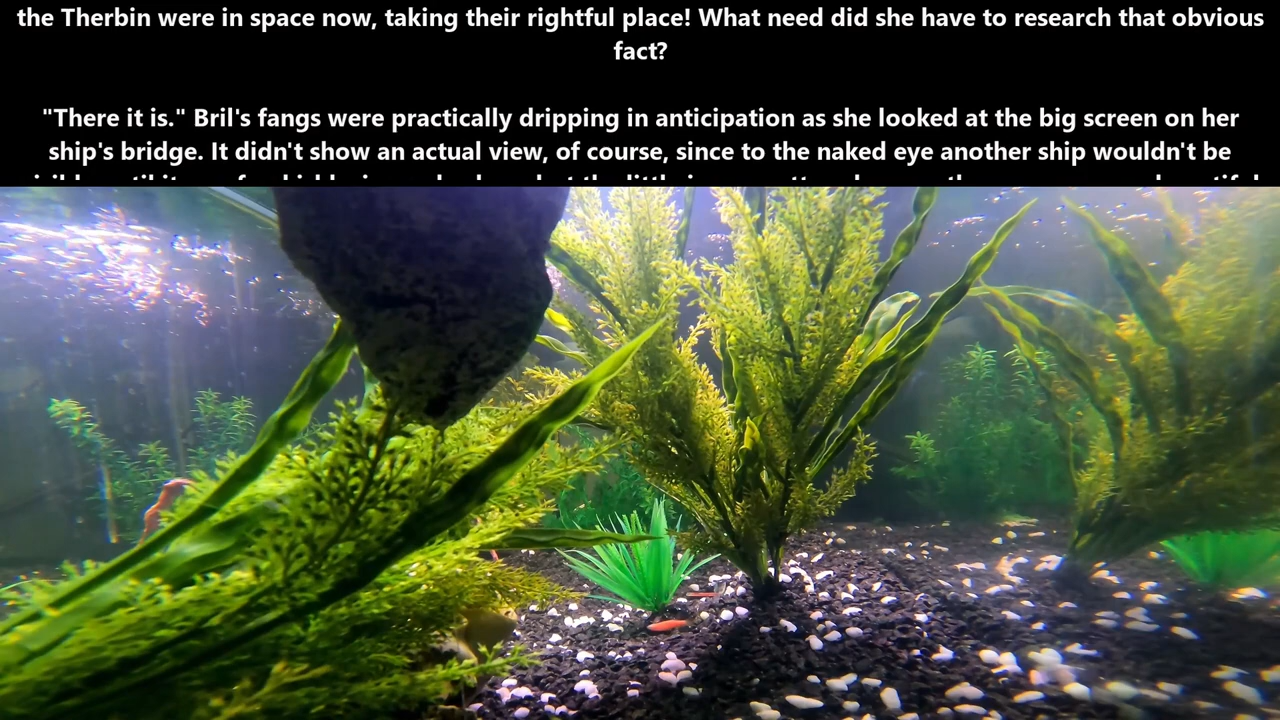 the Therbin were in space now, taking their rightful place! What need did she have to research that obvious
fact?
"There it is." Bril's fangs were practically dripping in anticipation as she looked at the big screen on her
ship's bridge. It didn't show an actual view, of course, since to the naked eye another ship wouldn't be